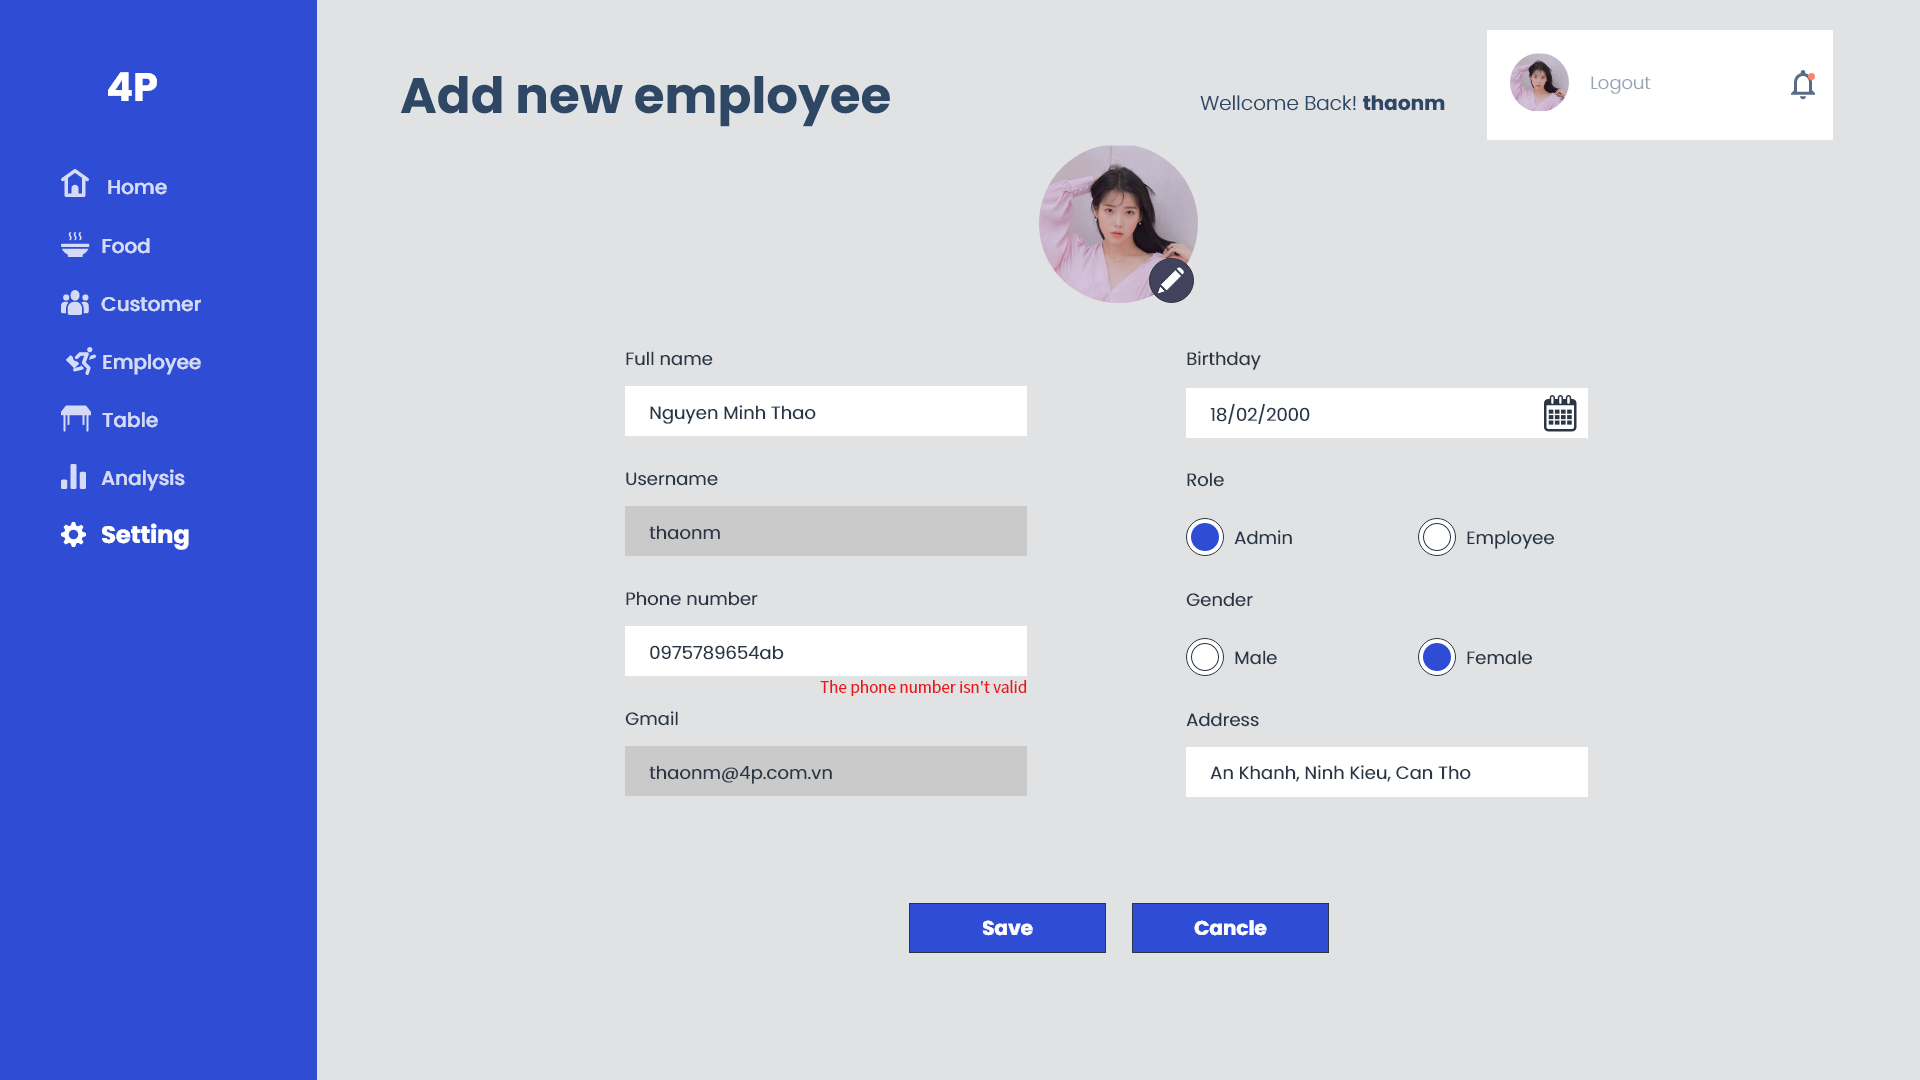 4P
Home
Food
Customer
Employee
Table
Analysis
Setting
Add new employee
Wellcome Back! thaonm
Logout
Full name
Nguyen Minh Thao
Username
thaonm
Phone number
0975789654ab
The phone number isn't valid
Gmail
thaonm@4p.com.vn
Birthday
18/02/2000
Role
Admin
Employee
Gender
Male
Female
Address
An Khanh, Ninh Kieu, Can Tho
Save
Cancle